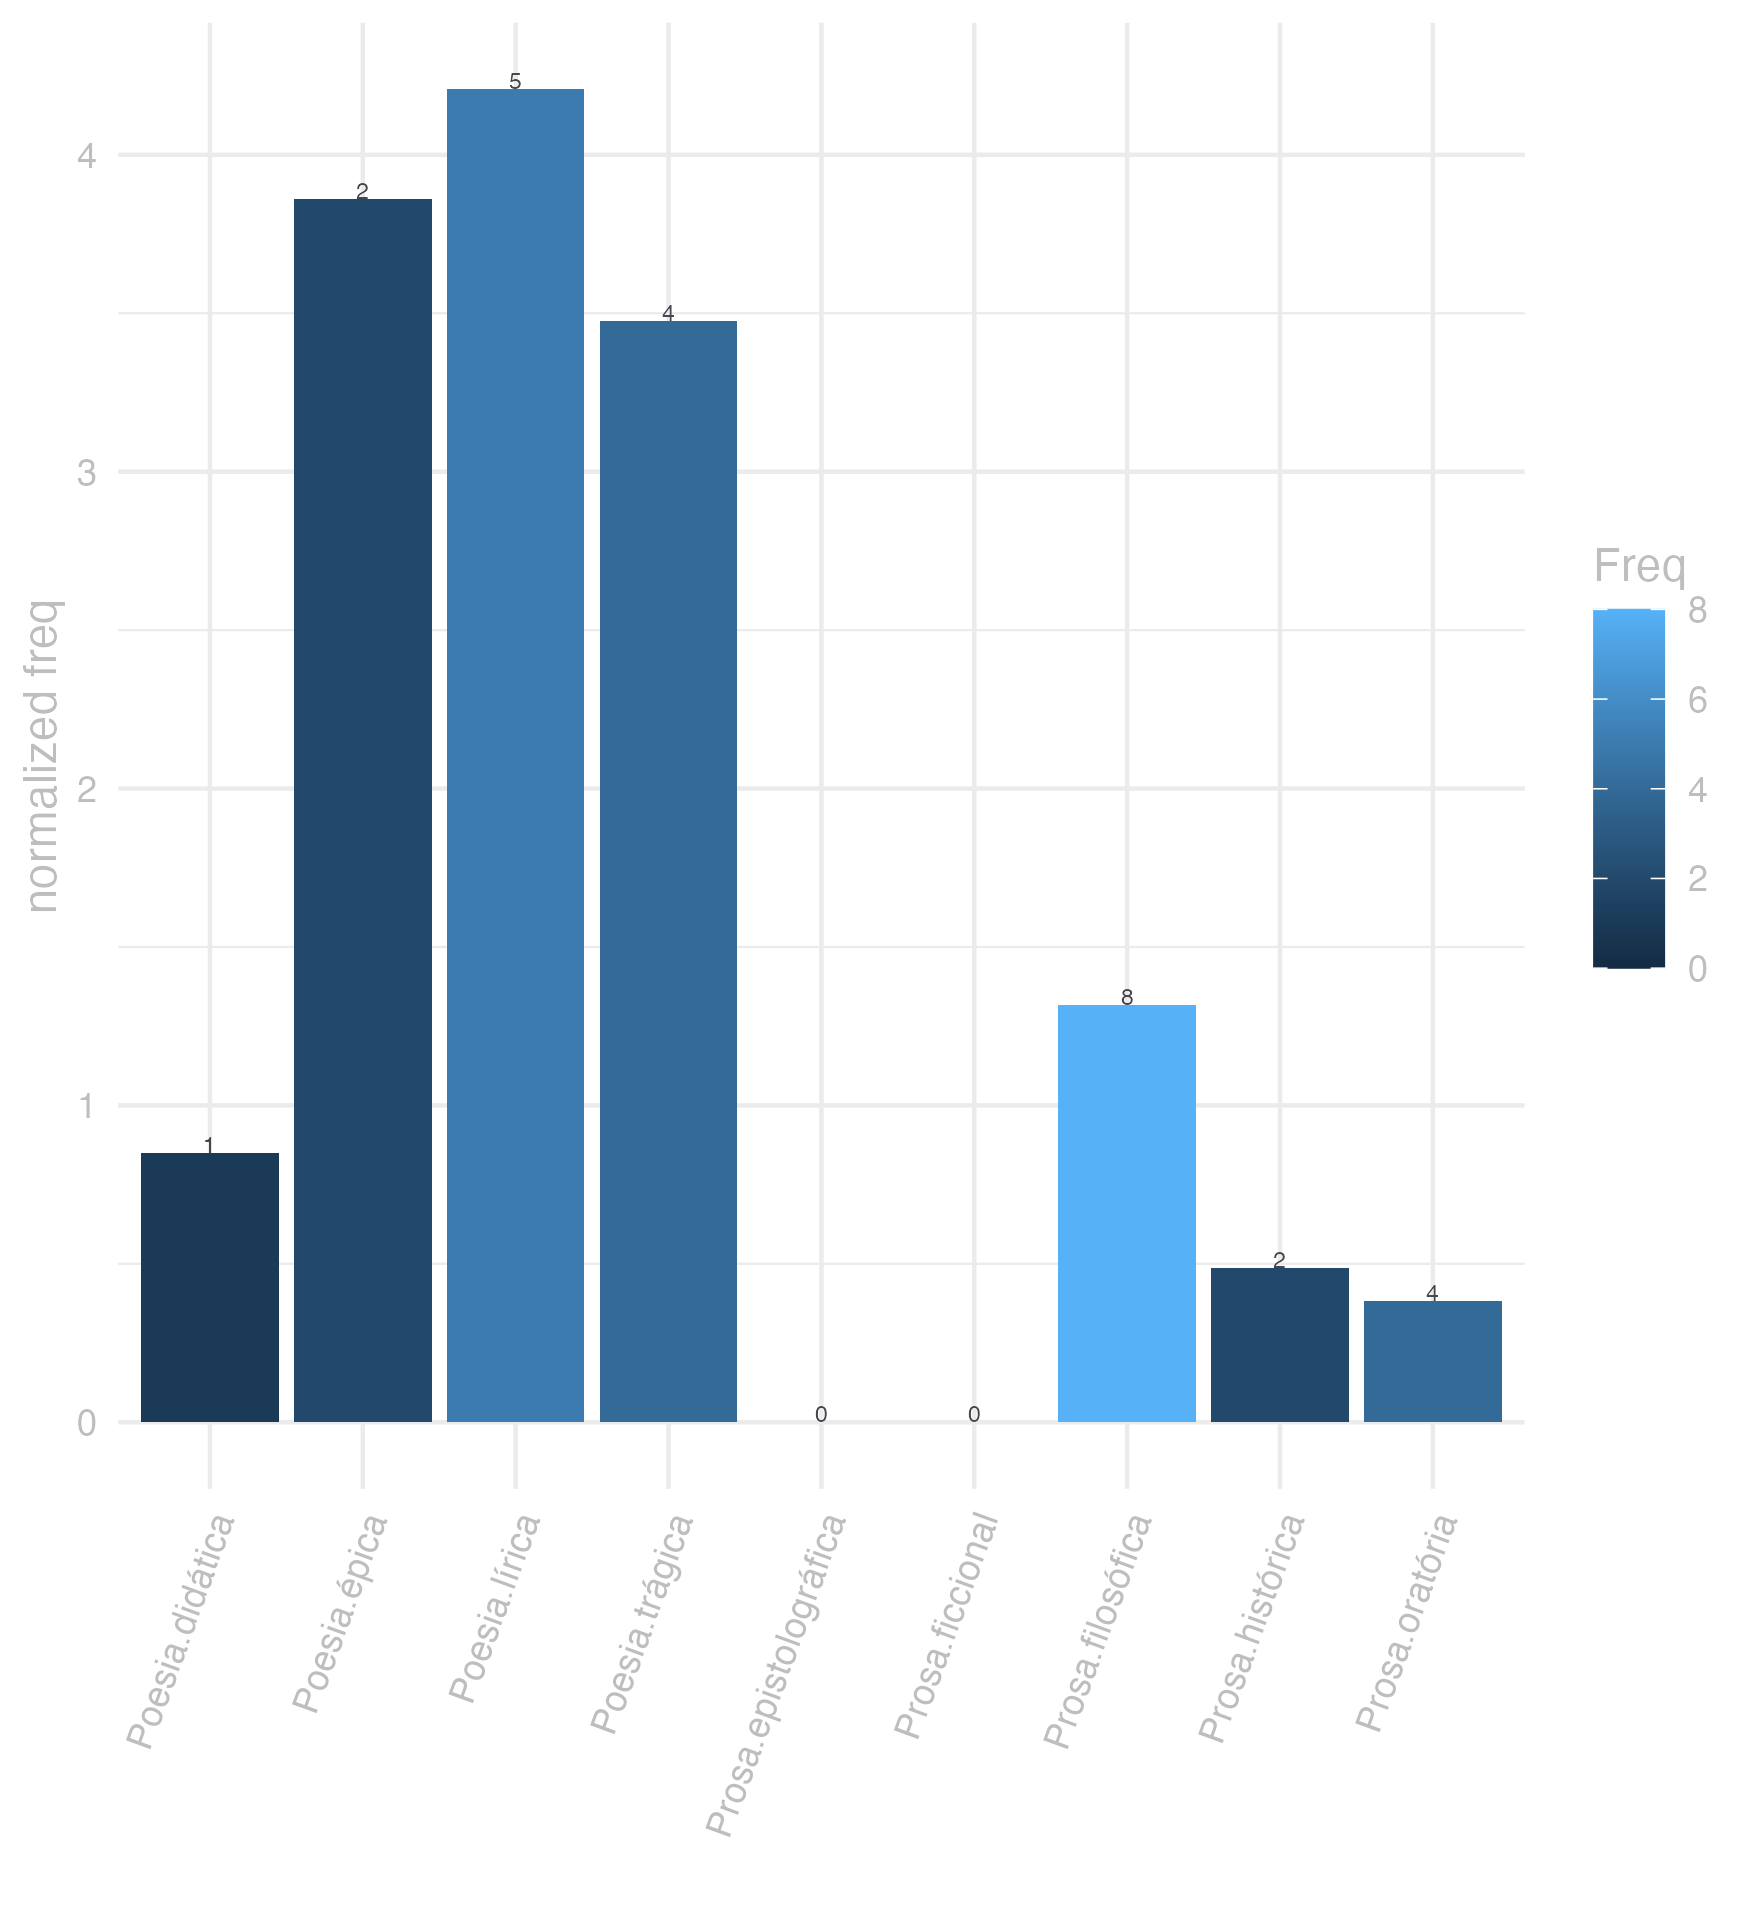 5
2
4
4
3
2
1
0
normalized freq
1
0
0
8
2
4
Freq
8
6
4
2
0
Poesia.didática
Poesia.épica
Poesia.lírica
Poesia.trágica
Prosa.epistolográfica
Prosa.ficcional
Prosa.filosófica
Prosa.histórica
Prosa.oratória